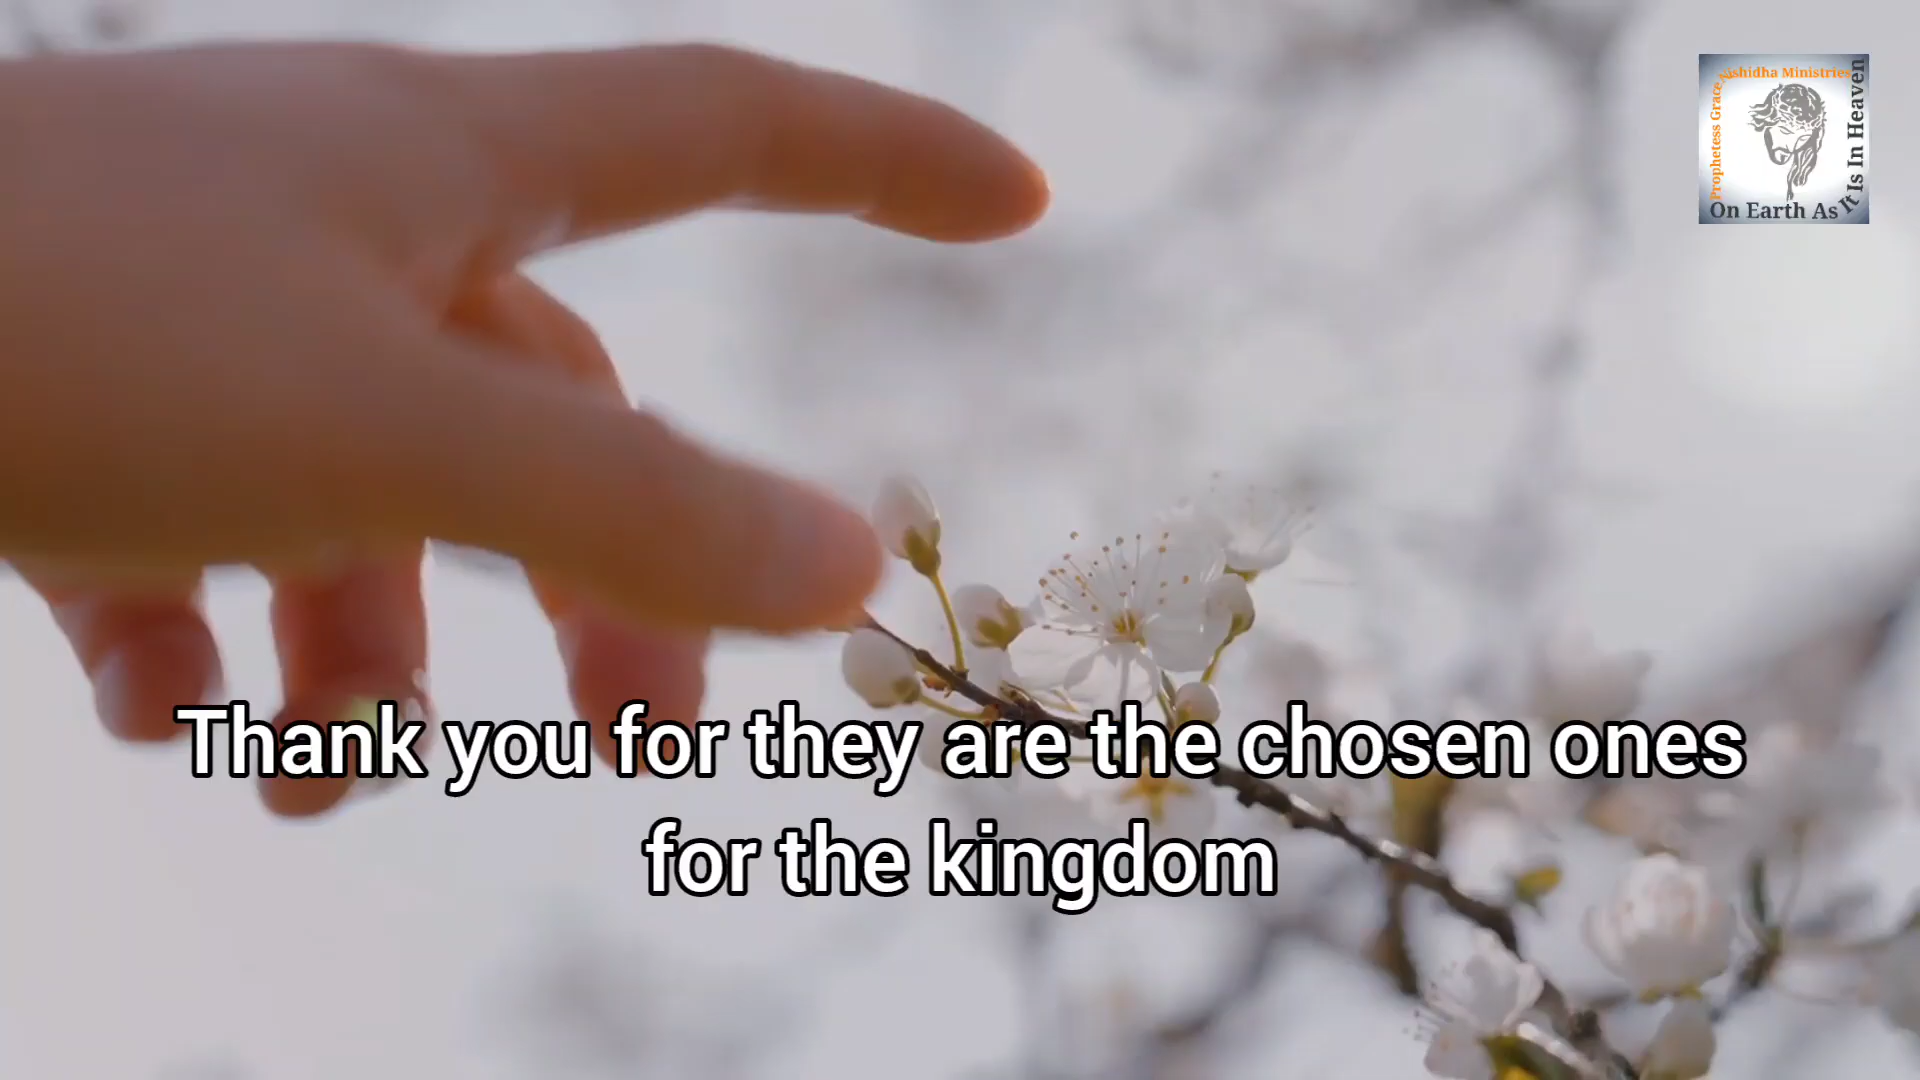 Prophetess Grace Nishidha Ministries
On Earth As It Is In Heaven
Thank you for they are the chosen ones
for the kingdom